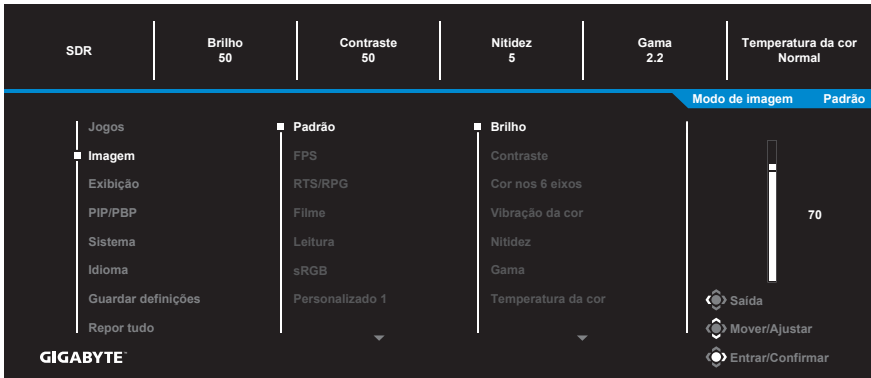 SDR
Brilho
50
Contraste
50
Nitidez
5
Gama
2.2
Temperatura da cor
Normal
Modo de imagem Padrão
Jogos
Imagem
Exibição
PIP/PBP
Sistema
Idioma
Guardar definições
Repor tudo
Padrão
FPS
RTS/RPG
Filme
Leitura
sRGB
Personalizado 1
Brilho
Contraste
Cor nos 6 eixos
Vibração da cor
Nitidez
Gama
Temperatura da cor
70
Saída
Mover/Ajustar
Entrar/Confirmar
GIGABYTE